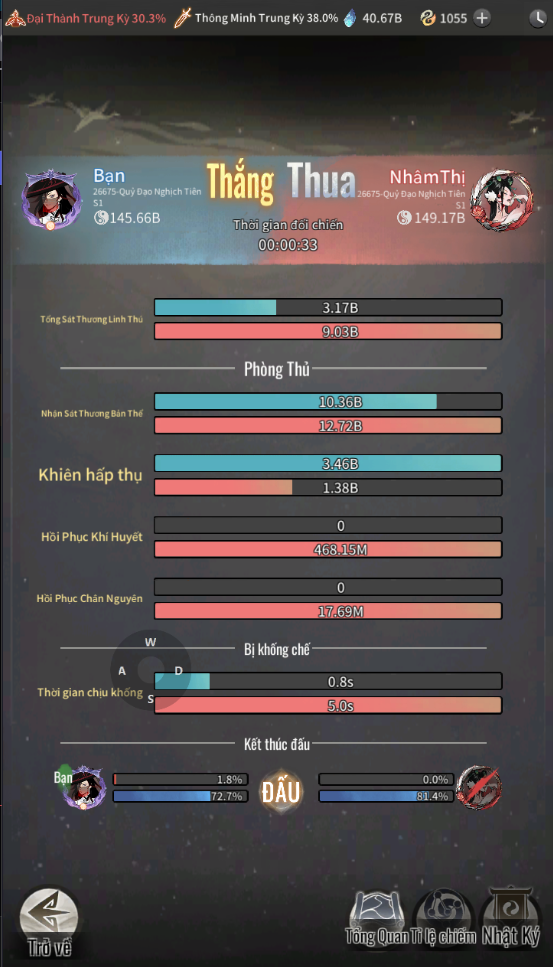 Đại Thành Trung Kỳ 30.3% Thông Minh Trung Kỳ 38.0% 40.67B 1055
Bạn Thắng Thua NhâmThị
26675-Quỷ Đạo Nghịch Tiên 26675-Quỷ Đạo Nghịch Tiên
S1 S1
145.66B Thời gian đối chiến 149.17B
00:00:33
3.17B
Tổng Sát Thương Linh Thú
9.03B
Phòng Thủ
10.36B
Nhận Sát Thương Bản Thể
12.72B
3.46B
Khiên hấp thụ
1.38B
0
Hồi Phục Khí Huyết
468.15M
0
Hồi Phục Chân Nguyên
17.69M
W
Bị khống chế
A D
0.8s
Thời gian chịu khống
S
5.0s
Kết thúc đấu
Bạn 1.8% ĐẤU 0.0%
72.7% 81.4%
Trở về Tổng Quan Tỉ lệ chiếm Nhật Ký